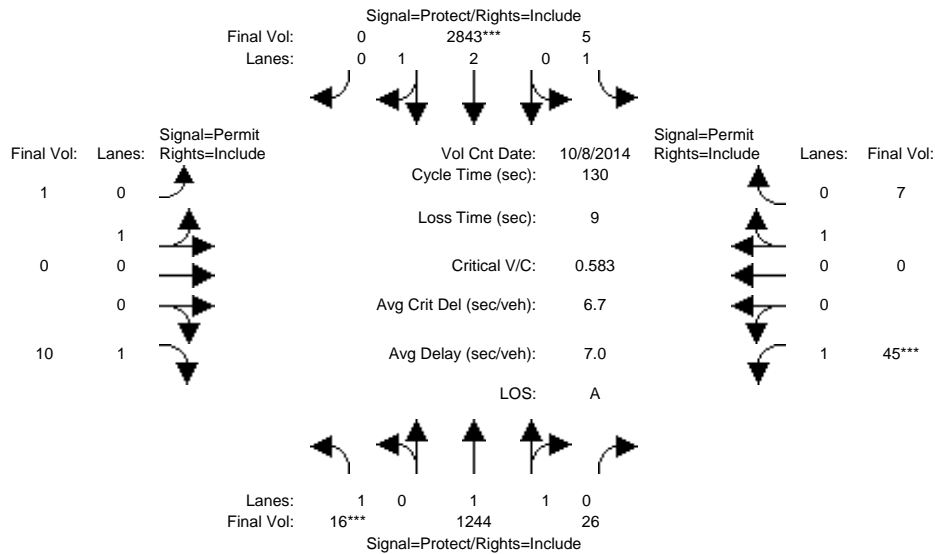 Signal=Protect/Rights=Include
Final Vol: 0 2843*** 5
Lanes: 0 1 2 0 1
Signal=Permit Signal=Permit
Final Vol: Lanes: Rights=Include Vol Cnt Date: 10/8/2014 Rights=Include Lanes: Final Vol:
Cycle Time (sec): 130
1 0 0 7
Loss Time (sec): 9
1 1
0 0 Critical V/C: 0.583 0 0
0 Avg Crit Del (sec/veh): 6.7 0
10 1 Avg Delay (sec/veh): 7.0 1 45***
LOS: A
Lanes: 1 0 1 1 0
Final Vol: 16*** 1244 26
Signal=Protect/Rights=Include